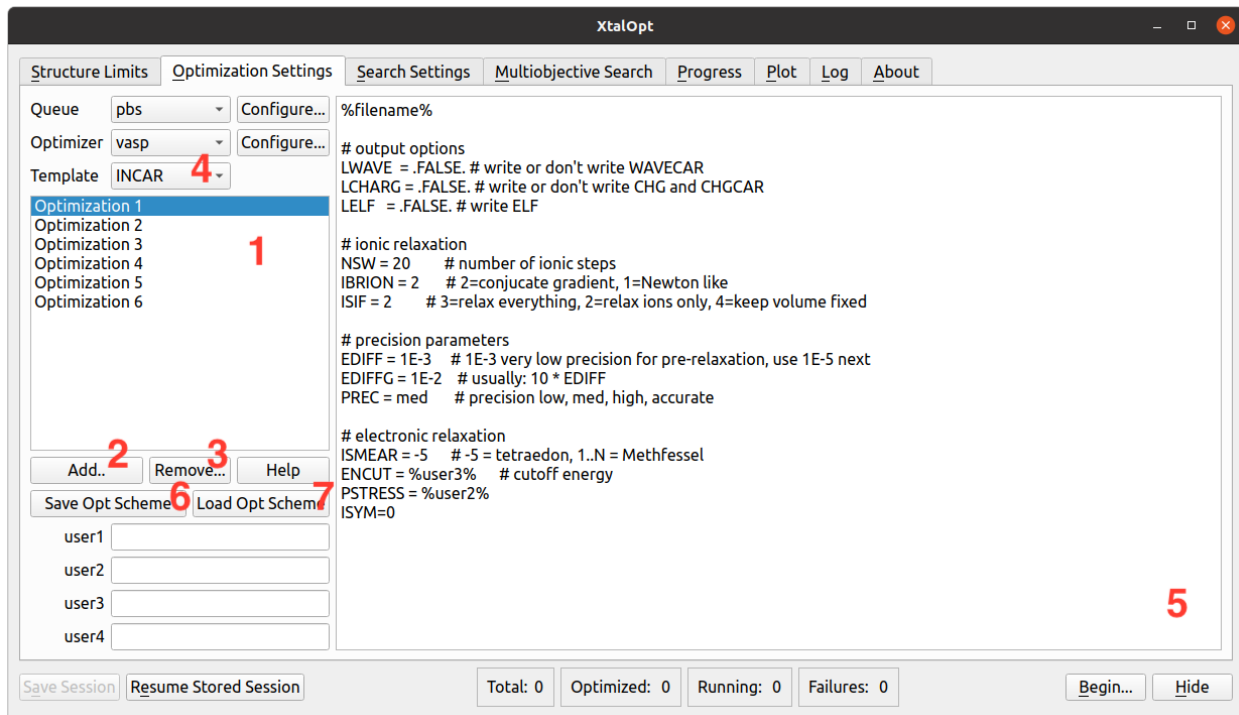 XtalOpt
Structure Limits Optimization Settings Search Settings Multiobjective Search Progress Plot Log About
Queue pbs Configure...
Optimizer vasp Configure...
Template INCAR 4
Optimization 1
Optimization 2
Optimization 3
Optimization 4
Optimization 5
Optimization 6
1
Add.. 2 Remove... 3 Help
Save Opt Scheme 6 Load Opt Scheme 7
user1
user2
user3
user4
%filename%
# output options
LWAVE = .FALSE. # write or don't write WAVECAR
LCHARG = .FALSE. # write or don't write CHG and CHGCAR
LELF = .FALSE. # write ELF
# ionic relaxation
NSW = 20 # number of ionic steps
IBRION = 2 # 2=conjucate gradient, 1=Newton like
ISIF = 2 # 3=relax everything, 2=relax ions only, 4=keep volume fixed
# precision parameters
EDIFF = 1E-3 # 1E-3 very low precision for pre-relaxation, use 1E-5 next
EDIFFG = 1E-2 # usually: 10 * EDIFF
PREC = med # precision low, med, high, accurate
# electronic relaxation
ISMEAR = -5 # -5 = tetraedon, 1..N = Methfessel
ENCUT = %user3% # cutoff energy
PSTRESS = %user2%
ISYM=0
5
Save Session Resume Stored Session Total: 0 Optimized: 0 Running: 0 Failures: 0 Begin... Hide